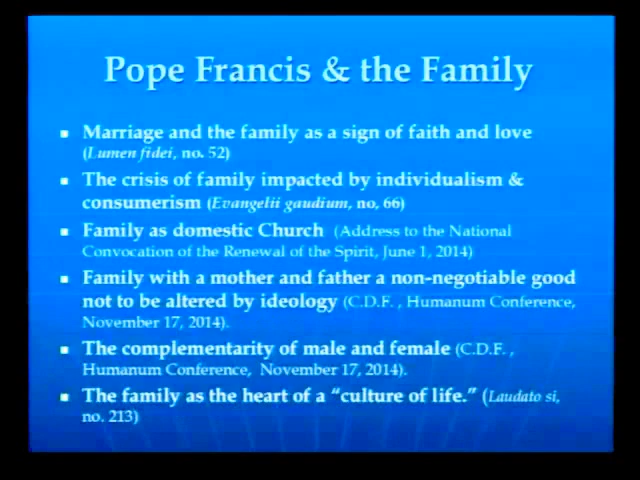 Pope Francis & the Family
▪ Marriage and the family as a sign of faith and love
(Lumen fidei, no. 52)
▪ The crisis of family impacted by individualism &
consumerism (Evangelii gaudium, no, 66)
▪ Family as domestic Church (Address to the National
Convocation of the Renewal of the Spirit, June 1, 2014)
▪ Family with a mother and father a non-negotiable good
not to be altered by ideology (C.D.F. , Humanum Conference,
November 17, 2014).
▪ The complementarity of male and female (C.D.F. ,
Humanum Conference, November 17, 2014).
▪ The family as the heart of a “culture of life.” (Laudato si,
no. 213)